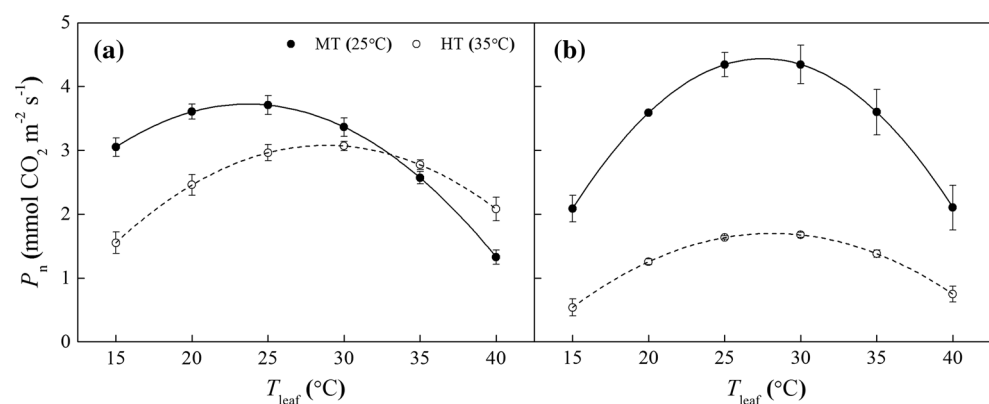 (a) ● MT (25°C) ○ HT (35°C)
(b)
5
4
3
2
1
0
Pn (mmol CO2 m⁻² s⁻¹)
15 20 25 30 35 40 15 20 25 30 35 40
Tleaf (°C) Tleaf (°C)